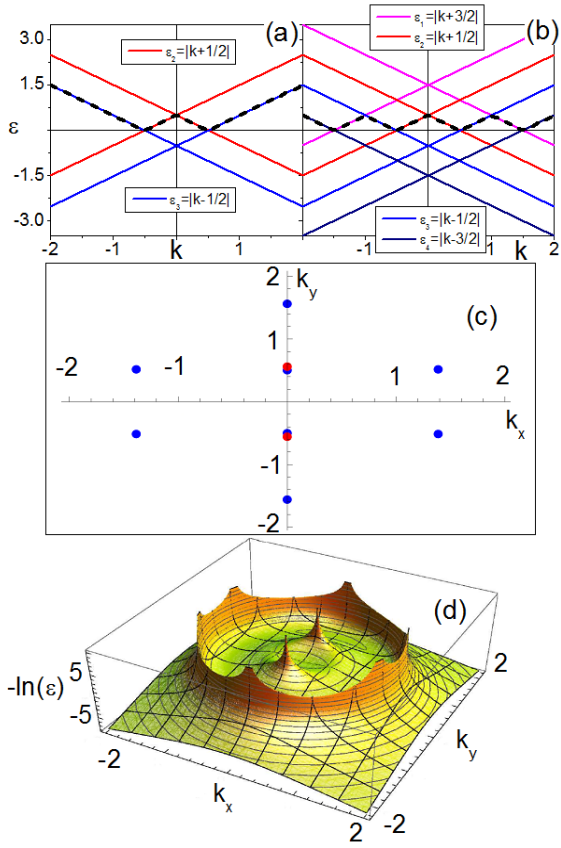 3.0
1.5
ε
-1.5
-3.0
(a)
ε₂=|k+1/2|
ε₃=|k-1/2|
-2
-1
k
1
(b)
ε₁=|k+3/2|
ε₂=|k+1/2|
ε₃=|k-1/2|
ε₄=|k-3/2|
-1
1
k
2
(c)
2
k_y
1
-2
-1
1
2
k_x
-1
-2
(d)
5
-ln(ε)
-5
-2
k_x
2
2
k_y
-2